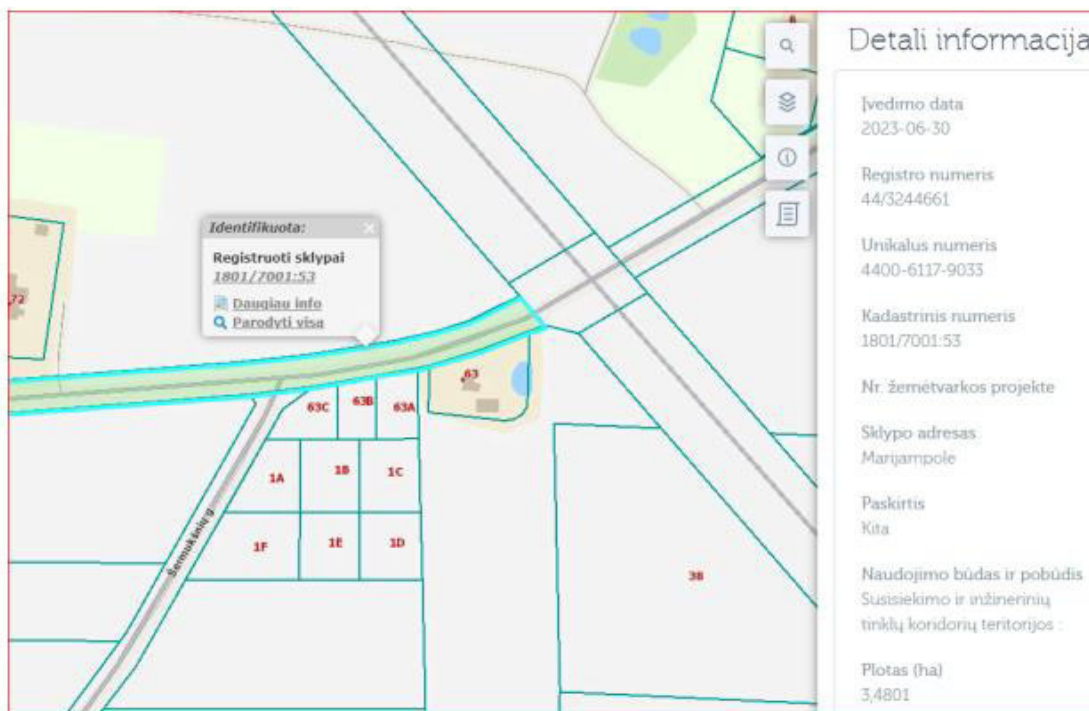 6
Identifikuota:
Registruoti sklypai
1801/7001:53
Daugiau info
Parodyti visą
72
63
63C
63B
63A
1A
1B
1C
1F
1E
1D
38
Šeimukšnių g.
Detali informacija
Įvedimo data
2023-06-30
Registro numeris
44/3244661
Unikalus numeris
4400-6117-9033
Kadastrinis numeris
1801/7001:53
Nr. žemėtvarkos projekte
Sklypo adresas
Marijampolė
Paskirtis
Kita
Naudojimo būdas ir pobūdis
Susisiekimo ir inžinerinių
tinklų koridorių teritorijos :
Plotas (ha)
3,4801